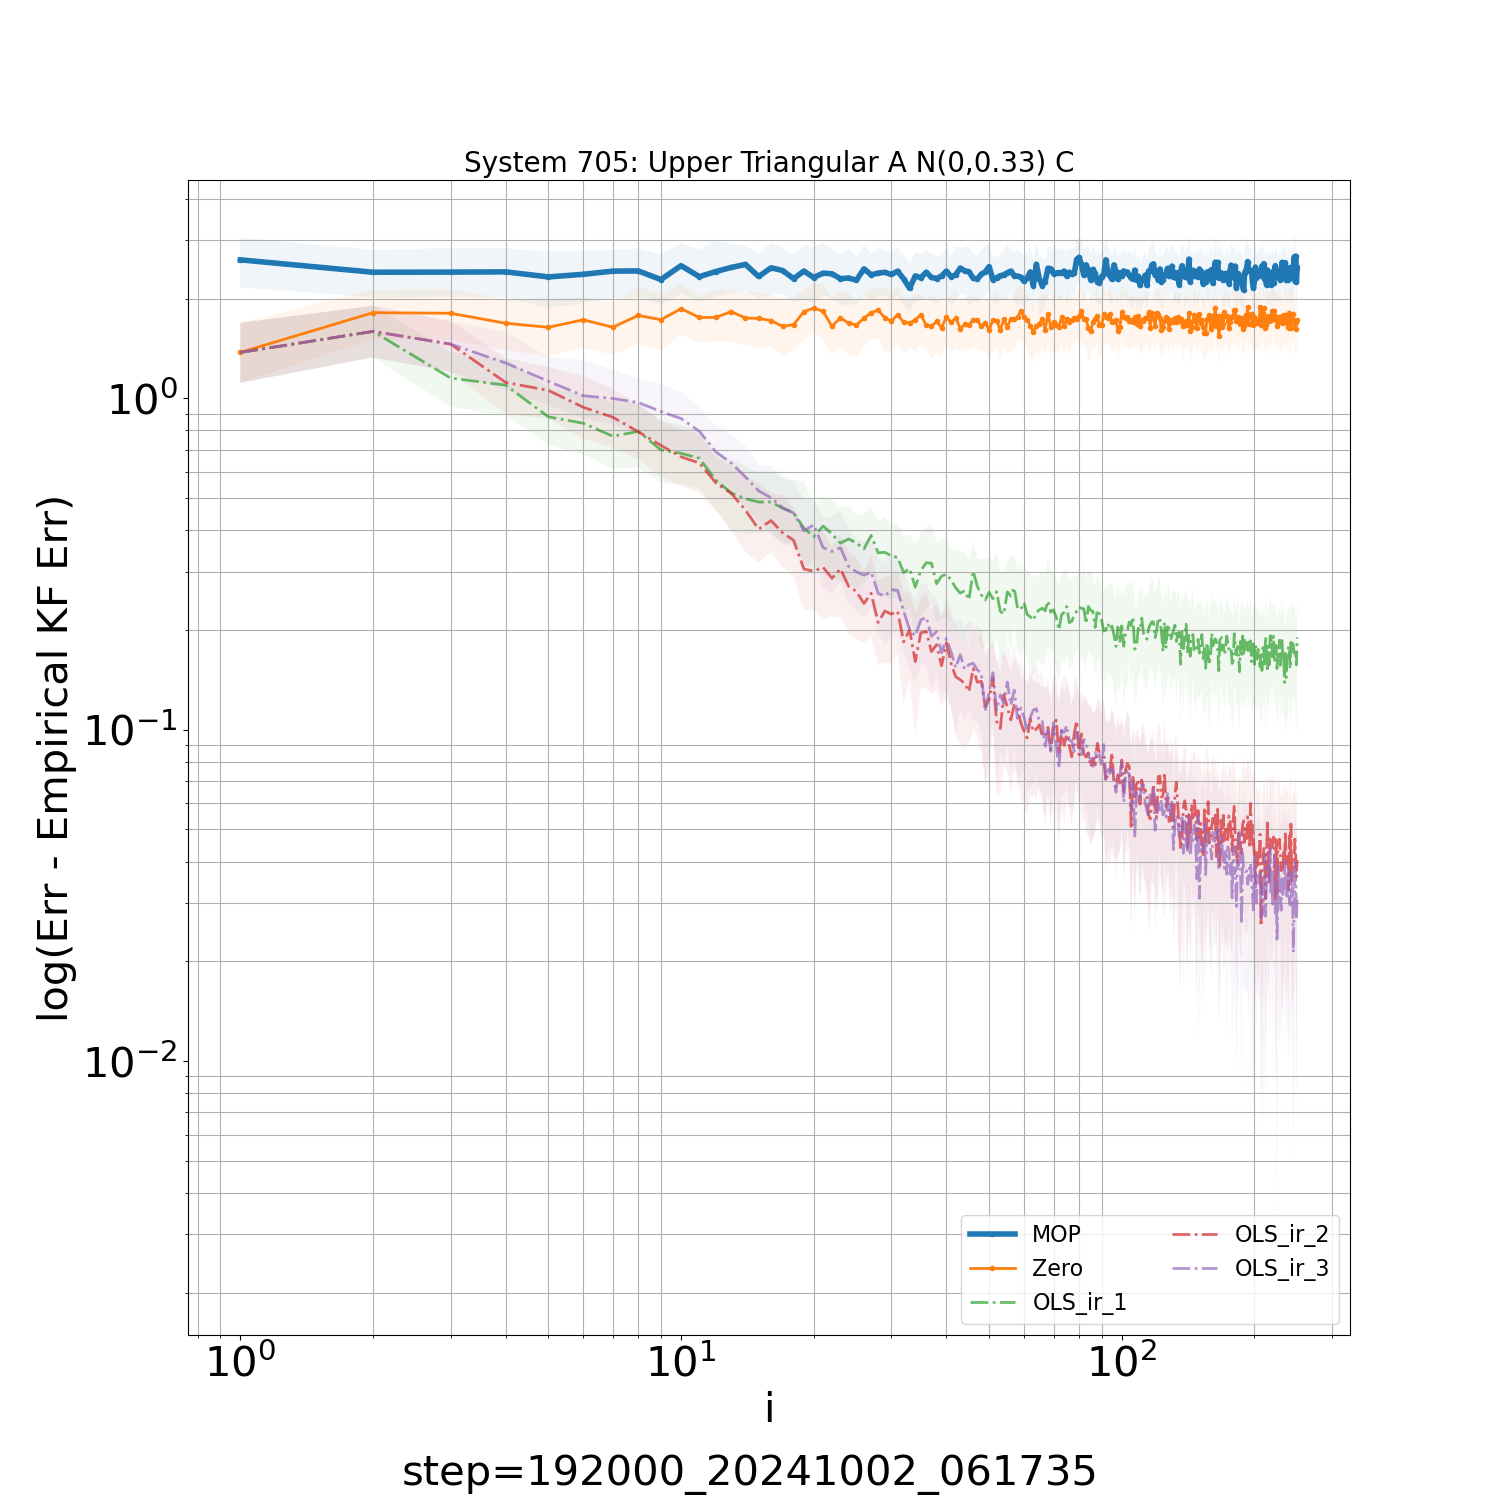 System 705: Upper Triangular A N(0,0.33) C
log(Err - Empirical KF Err)
10⁰
10⁻¹
10⁻²
MOP
Zero
OLS_ir_1
OLS_ir_2
OLS_ir_3
10⁰ 10¹ 10²
i
step=192000_20241002_061735